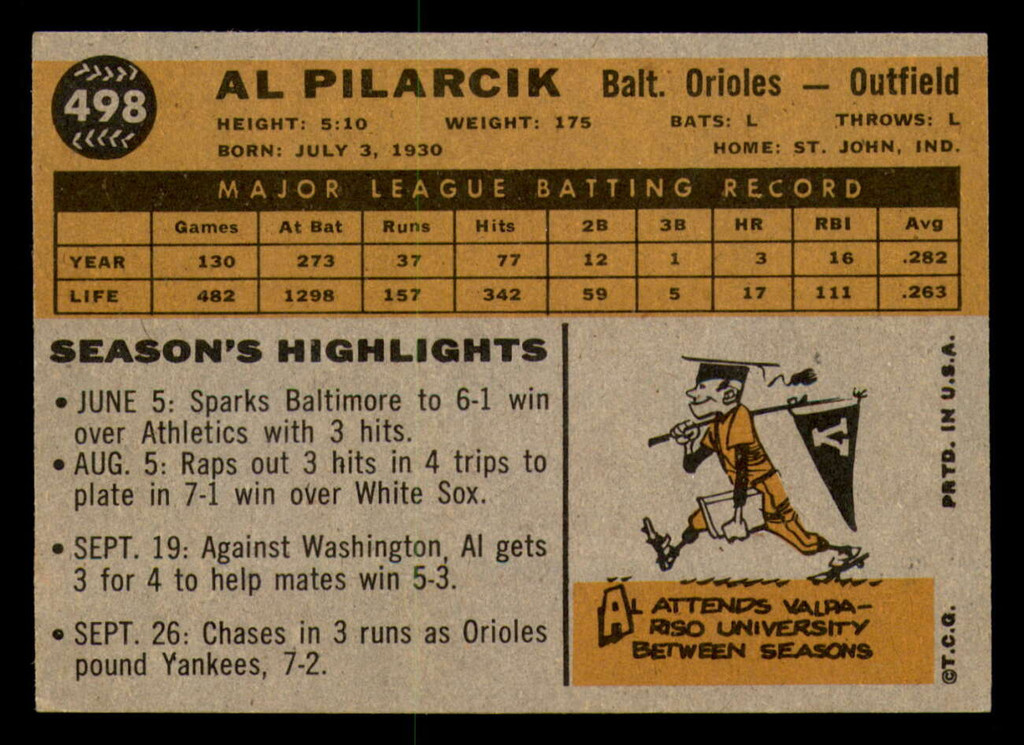 498
AL PILARCIK Balt. Orioles — Outfield
HEIGHT: 5:10 WEIGHT: 175 BATS: L THROWS: L
BORN: JULY 3, 1930 HOME: ST. JOHN, IND.
MAJOR LEAGUE BATTING RECORD
Games At Bat Runs Hits 2B 3B HR RBI Avg
YEAR 130 273 37 77 12 1 3 16 .282
LIFE 482 1298 157 342 59 5 17 111 .263
SEASON'S HIGHLIGHTS
• JUNE 5: Sparks Baltimore to 6-1 win
over Athletics with 3 hits.
• AUG. 5: Raps out 3 hits in 4 trips to
plate in 7-1 win over White Sox.
• SEPT. 19: Against Washington, Al gets
3 for 4 to help mates win 5-3.
• SEPT. 26: Chases in 3 runs as Orioles
pound Yankees, 7-2.
V
AL ATTENDS VALPA-
RISO UNIVERSITY
BETWEEN SEASONS
©T.C.G. PRTD. IN U.S.A.